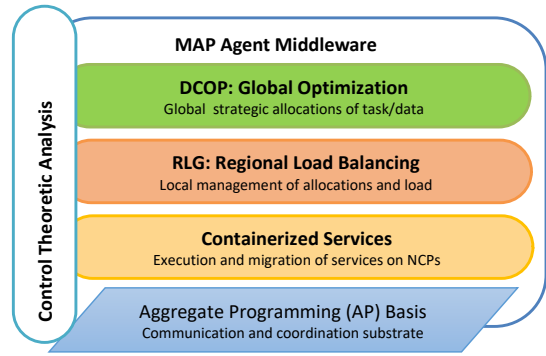 Control Theoretic Analysis
MAP Agent Middleware
DCOP: Global Optimization
Global strategic allocations of task/data
RLG: Regional Load Balancing
Local management of allocations and load
Containerized Services
Execution and migration of services on NCPs
Aggregate Programming (AP) Basis
Communication and coordination substrate